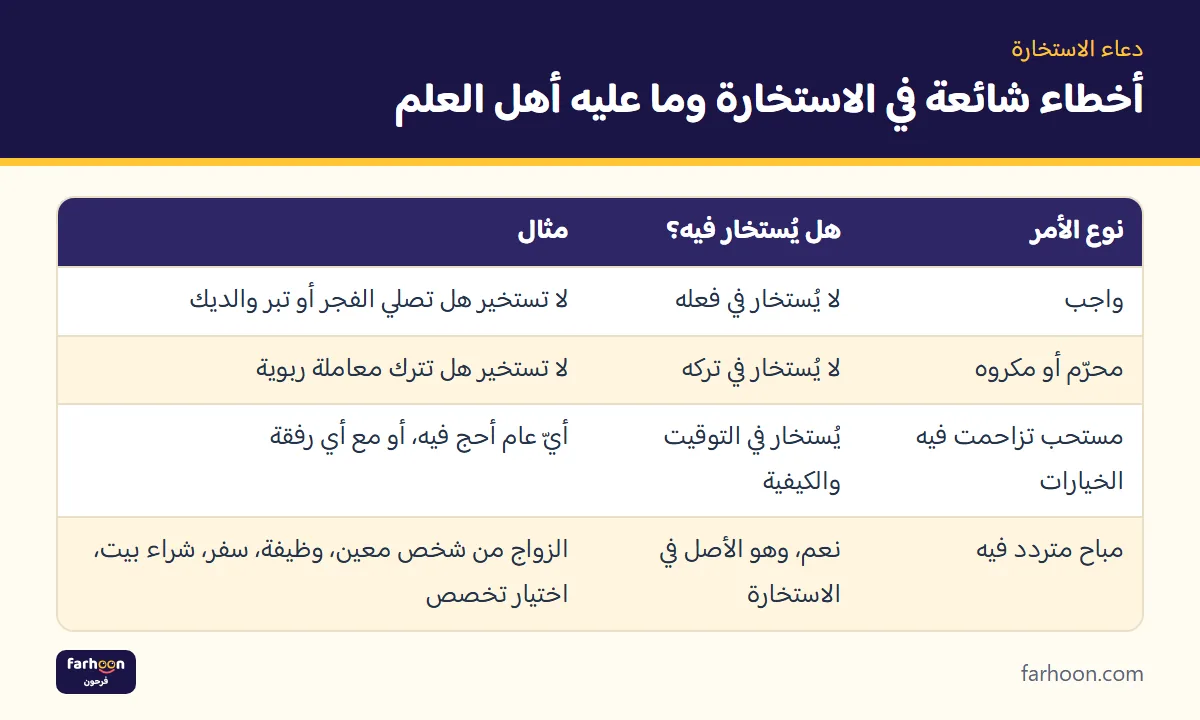 دعاء الاستخارة
أخطاء شائعة في الاستخارة وما عليه أهل العلم
نوع الأمر هل يُستخار فيه؟ مثال
واجب لا يُستخار في فعله لا تستخير هل تصلي الفجر أو تبر والديك
محرّم أو مكروه لا يُستخار في تركه لا تستخير هل تترك معاملة ربوية
مستحب تزاحمت فيه يُستخار في التوقيت أيّ عام أحج فيه، أو مع أي رفقة
الخيارات والكيفية
مباح متردد فيه نعم، وهو الأصل في الزواج من شخص معين، وظيفة، سفر، شراء بيت،
الاستخارة اختيار تخصص
farhoon.com
farhoon
فرحون